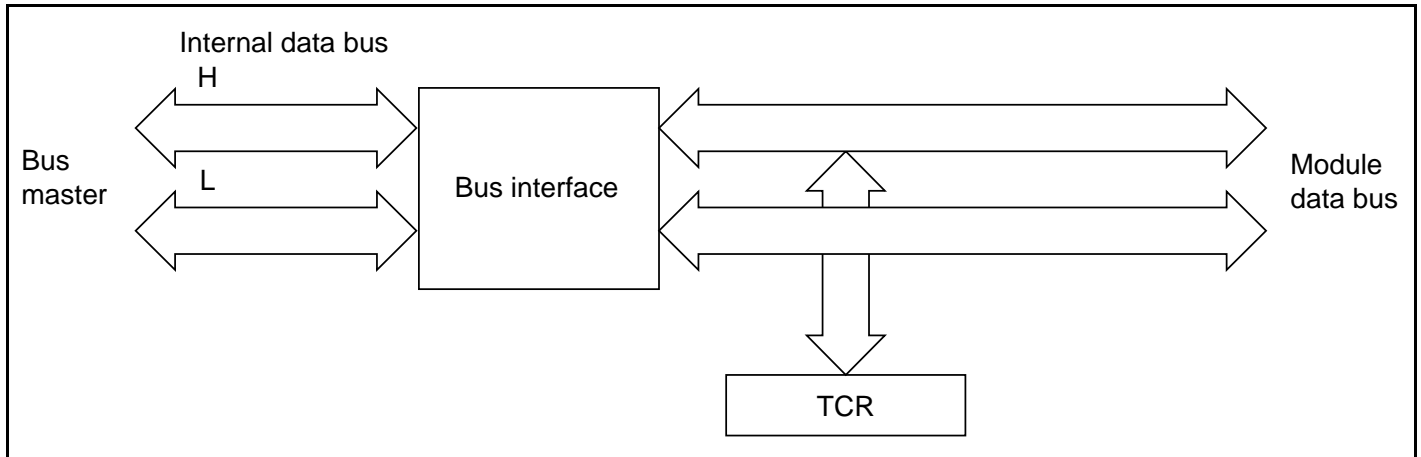 Internal data bus
H
Bus
master
L
Bus interface
Module
data bus
TCR